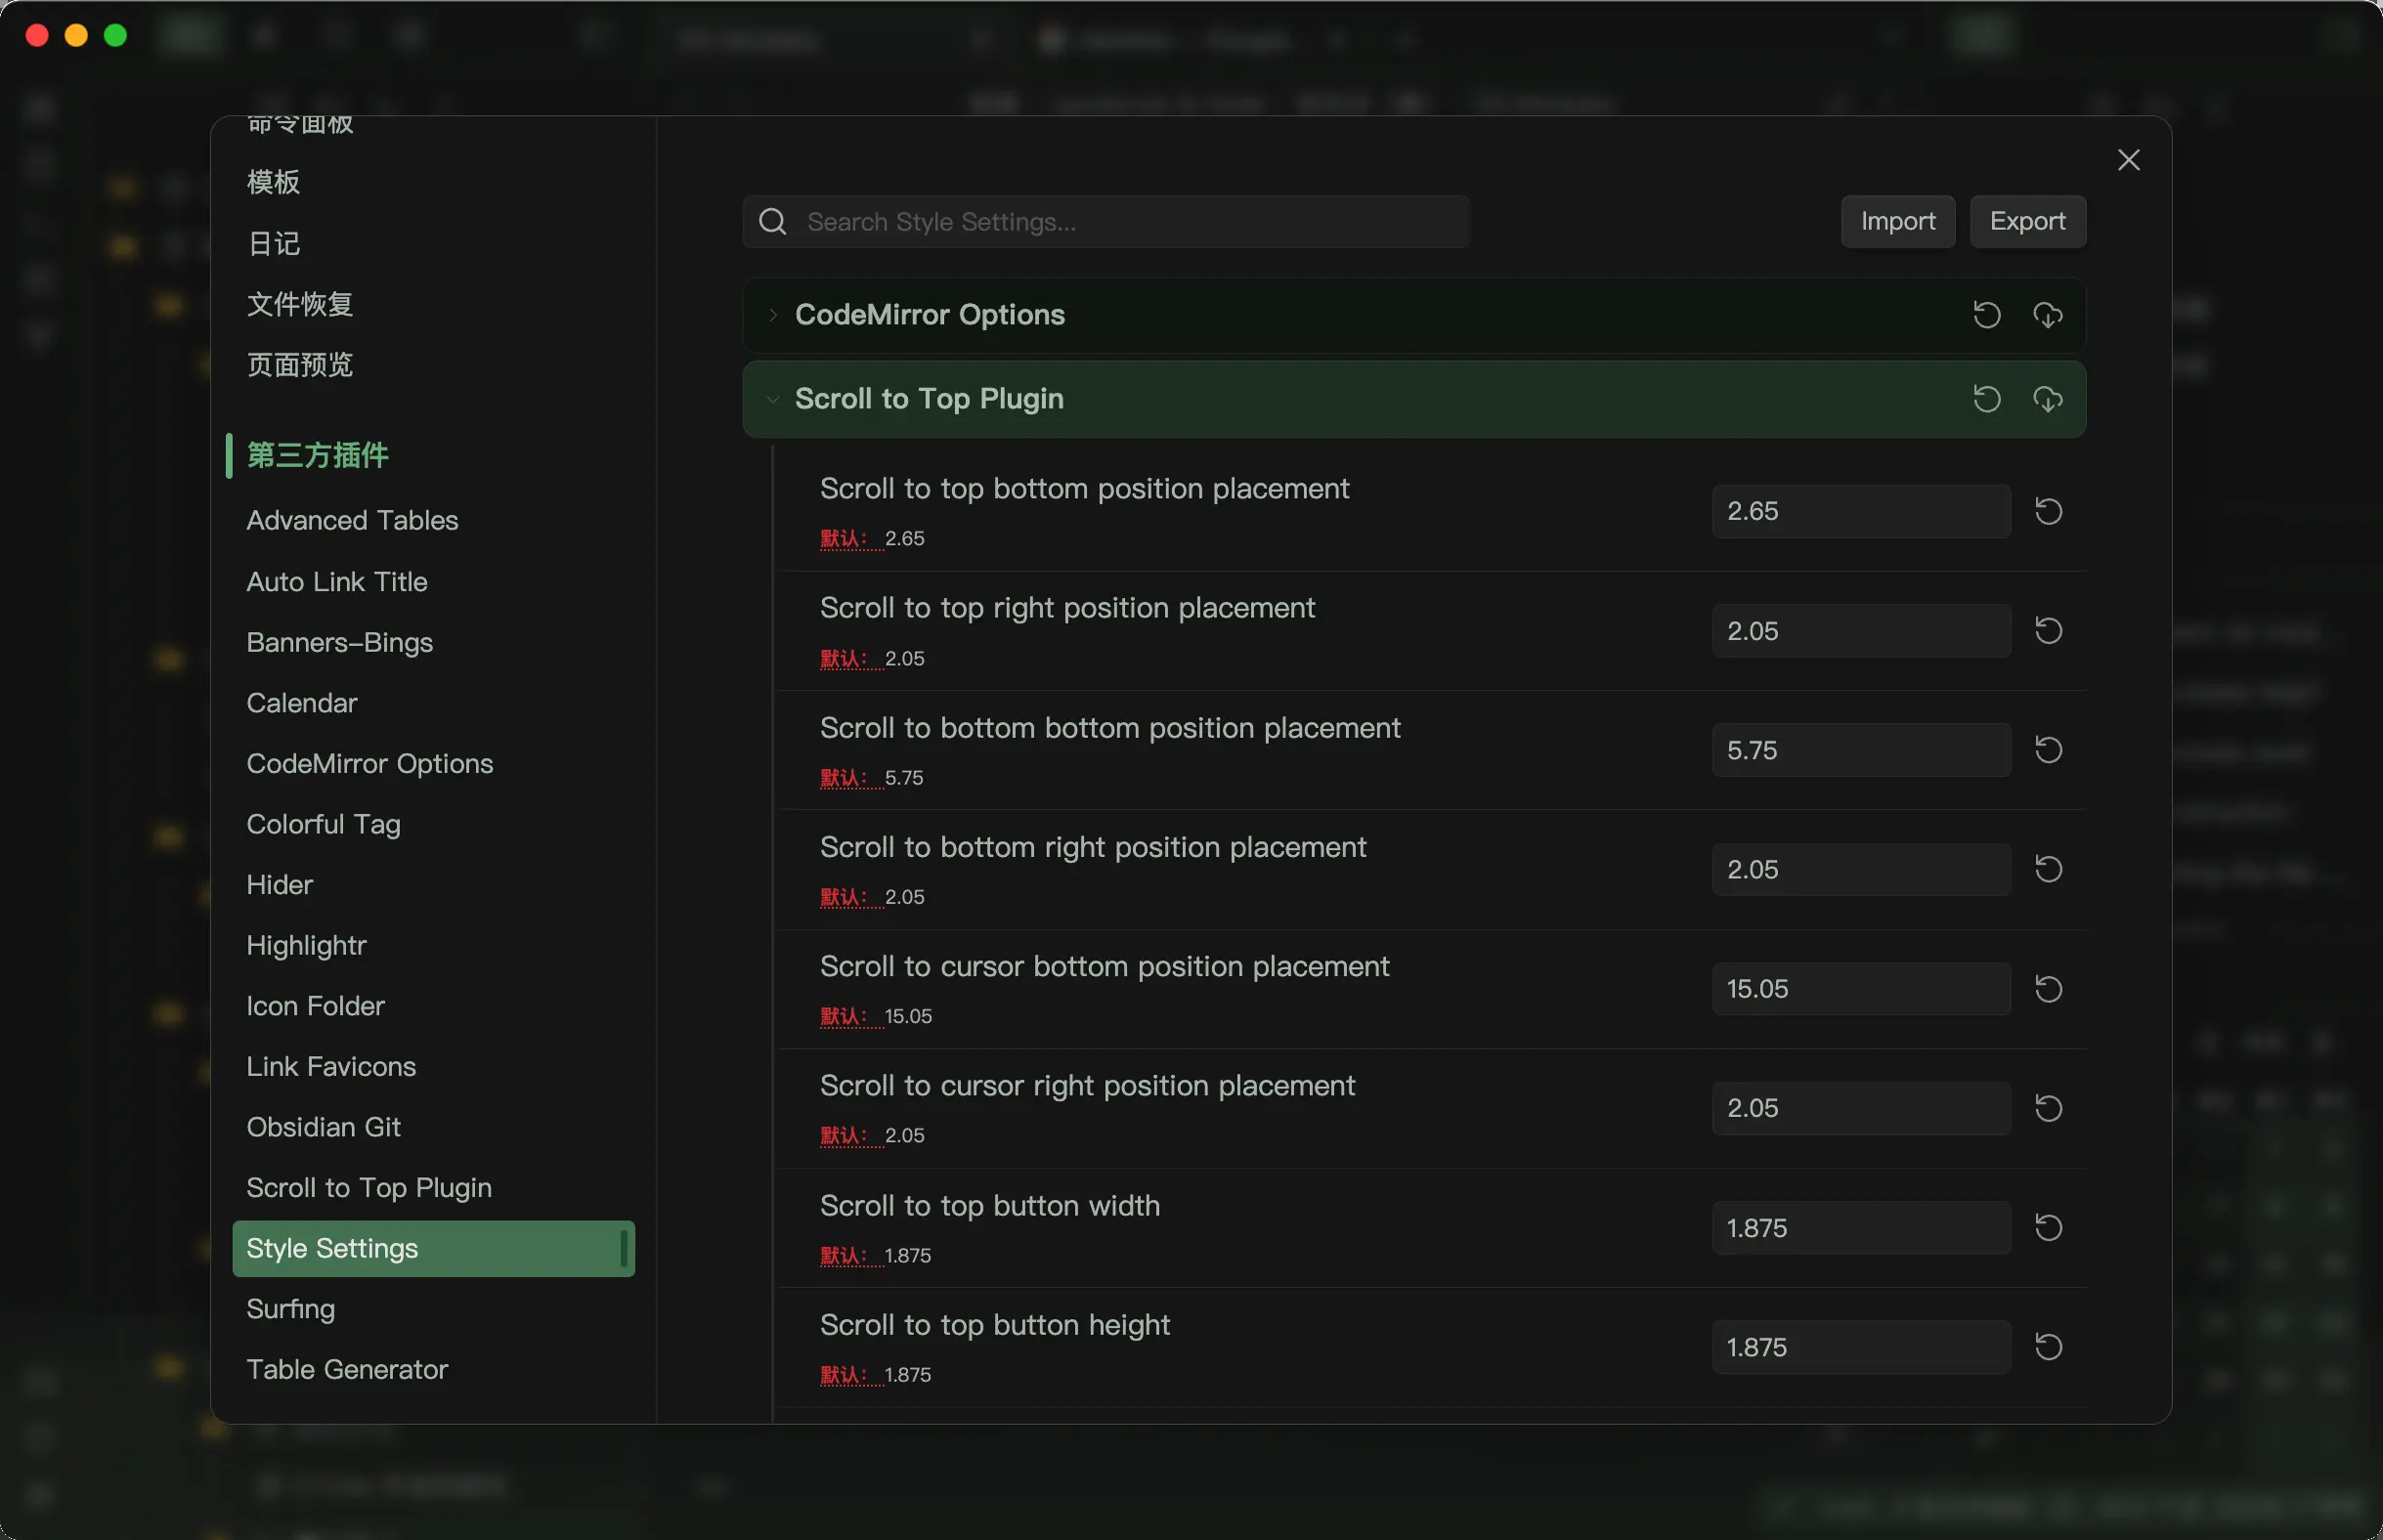 命令面板
模板
日记
文件恢复
页面预览
第三方插件
Advanced Tables
Auto Link Title
Banners-Bings
Calendar
CodeMirror Options
Colorful Tag
Hider
Highlightr
Icon Folder
Link Favicons
Obsidian Git
Scroll to Top Plugin
Style Settings
Surfing
Table Generator
Search Style Settings...
Import
Export
CodeMirror Options
Scroll to Top Plugin
Scroll to top bottom position placement
默认：2.65
2.65
Scroll to top right position placement
默认：2.05
2.05
Scroll to bottom bottom position placement
默认：5.75
5.75
Scroll to bottom right position placement
默认：2.05
2.05
Scroll to cursor bottom position placement
默认：15.05
15.05
Scroll to cursor right position placement
默认：2.05
2.05
Scroll to top button width
默认：1.875
1.875
Scroll to top button height
默认：1.875
1.875